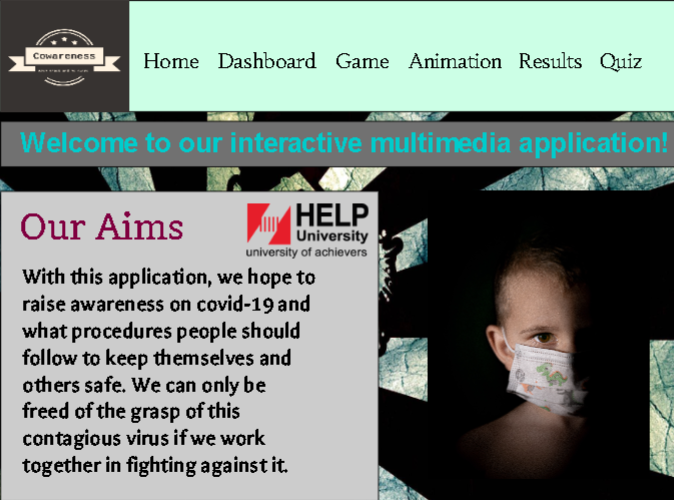 Cowareness
Home Dashboard Game Animation Results Quiz
Welcome to our interactive multimedia application!
Our Aims
HELP
University
university of achievers
With this application, we hope to
raise awareness on covid-19 and
what procedures people should
follow to keep themselves and
others safe. We can only be
freed of the grasp of this
contagious virus if we work
together in fighting against it.